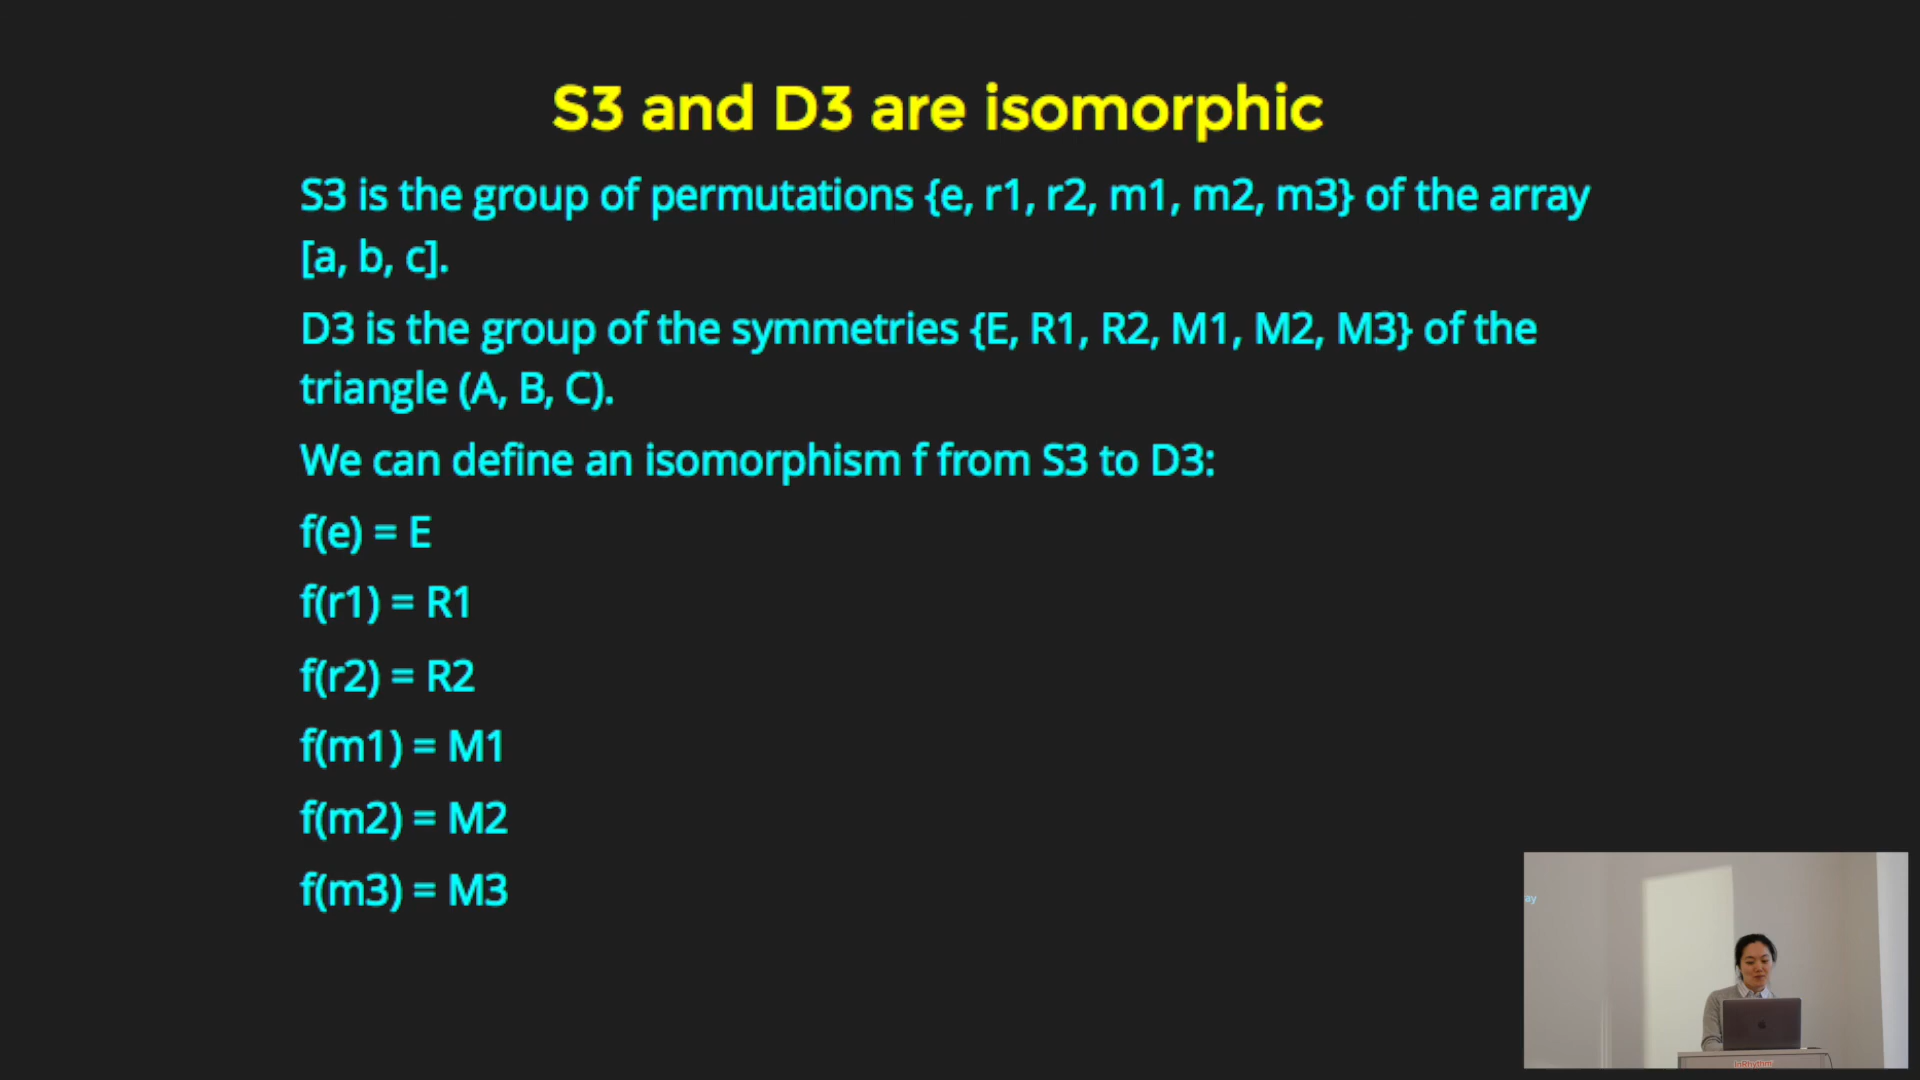 S3 and D3 are isomorphic
S3 is the group of permutations {e, r1, r2, m1, m2, m3} of the array
[a, b, c].
D3 is the group of the symmetries {E, R1, R2, M1, M2, M3} of the
triangle (A, B, C).
We can define an isomorphism f from S3 to D3:
f(e) = E
f(r1) = R1
f(r2) = R2
f(m1) = M1
f(m2) = M2
f(m3) = M3
ay
InRhythm